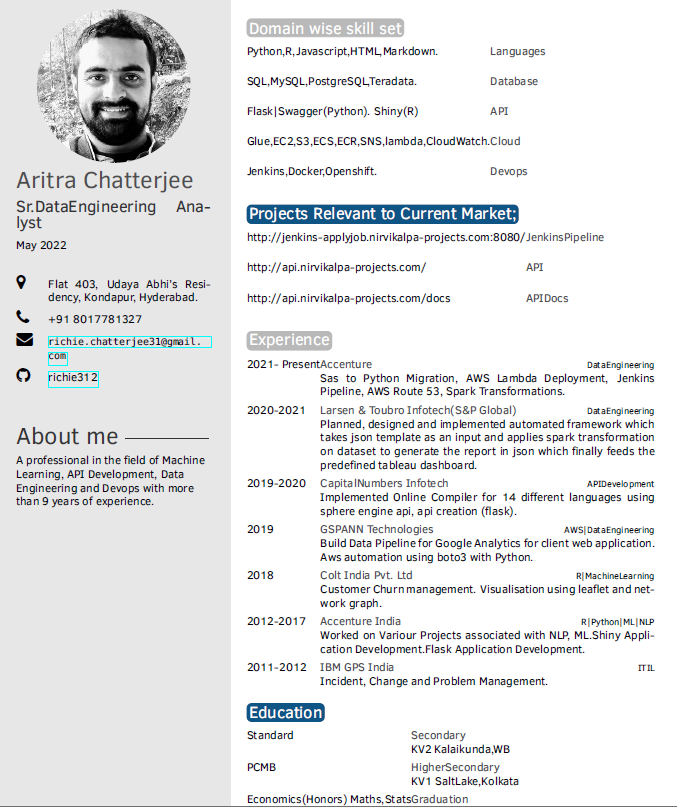 Aritra Chatterjee
Sr.DataEngineering Ana-
lyst
May 2022
Flat 403, Udaya Abhi's Resi-
dency, Kondapur, Hyderabad.
+91 8017781327
richie.chatterjee31@gmail.
com
richie312
About me
A professional in the field of Machine
Learning, API Development, Data
Engineering and Devops with more
than 9 years of experience.
Domain wise skill set
Python,R,Javascript,HTML,Markdown. Languages
SQL,MySQL,PostgreSQL,Teradata. Database
Flask|Swagger(Python). Shiny(R) API
Glue,EC2,S3,ECS,ECR,SNS,lambda,CloudWatch.Cloud
Jenkins,Docker,Openshift. Devops
Projects Relevant to Current Market;
http://jenkins-applyjob.nirvikalpa-projects.com:8080/JenkinsPipeline
http://api.nirvikalpa-projects.com/ API
http://api.nirvikalpa-projects.com/docs APIDocs
Experience
2021- PresentAccenture DataEngineering
Sas to Python Migration, AWS Lambda Deployment, Jenkins
Pipeline, AWS Route 53, Spark Transformations.
2020-2021 Larsen & Toubro Infotech(S&P Global) DataEngineering
Planned, designed and implemented automated framework which
takes json template as an input and applies spark transformation
on dataset to generate the report in json which finally feeds the
predefined tableau dashboard.
2019-2020 CapitalNumbers Infotech APIDevelopment
Implemented Online Compiler for 14 different languages using
sphere engine api, api creation (flask).
2019 GSPANN Technologies AWS|DataEngineering
Build Data Pipeline for Google Analytics for client web application.
Aws automation using boto3 with Python.
2018 Colt India Pvt. Ltd R|MachineLearning
Customer Churn management. Visualisation using leaflet and net-
work graph.
2012-2017 Accenture India R|Python|ML|NLP
Worked on Variour Projects associated with NLP, ML.Shiny Appli-
cation Development.Flask Application Development.
2011-2012 IBM GPS India ITIL
Incident, Change and Problem Management.
Education
Standard Secondary
KV2 Kalaikunda,WB
PCMB HigherSecondary
KV1 SaltLake,Kolkata
Economics(Honors) Maths,StatsGraduation